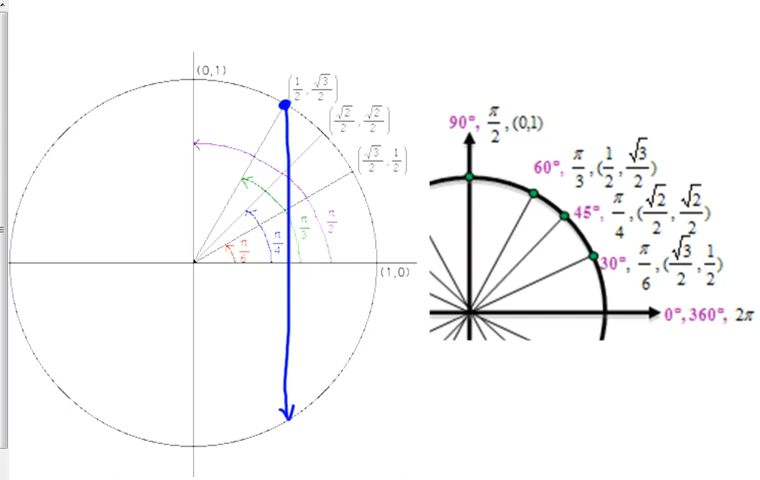 (0,1)
(1/2, √3/2)
(√2/2, √2/2)
(√3/2, 1/2)
π/2
π/3
π/4
π/6
(1,0)
90°, π/2, (0,1)
60°, π/3, (1/2, √3/2)
45°, π/4, (√2/2, √2/2)
30°, π/6, (√3/2, 1/2)
0°, 360°, 2π